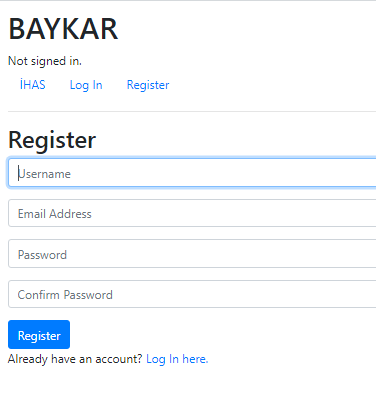 BAYKAR
Not signed in.
İHAS Log In Register
Register
Username
Email Address
Password
Confirm Password
Register
Already have an account? Log In here.